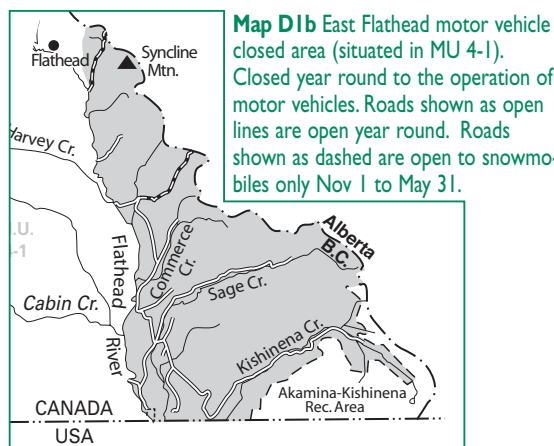 Map D1b East Flathead motor vehicle
closed area (situated in MU 4-1).
Closed year round to the operation of
motor vehicles. Roads shown as open
lines are open year round. Roads
shown as dashed are open to snowmo-
biles only Nov 1 to May 31.
Flathead
Syncline
Mtn.
Harvey Cr.
.U.
-1
Flathead
River
Commerce
Cr.
Alberta
B.C.
Sage Cr.
Cabin Cr.
Kishinena Cr.
Akamina-Kishinena
Rec. Area
CANADA
USA